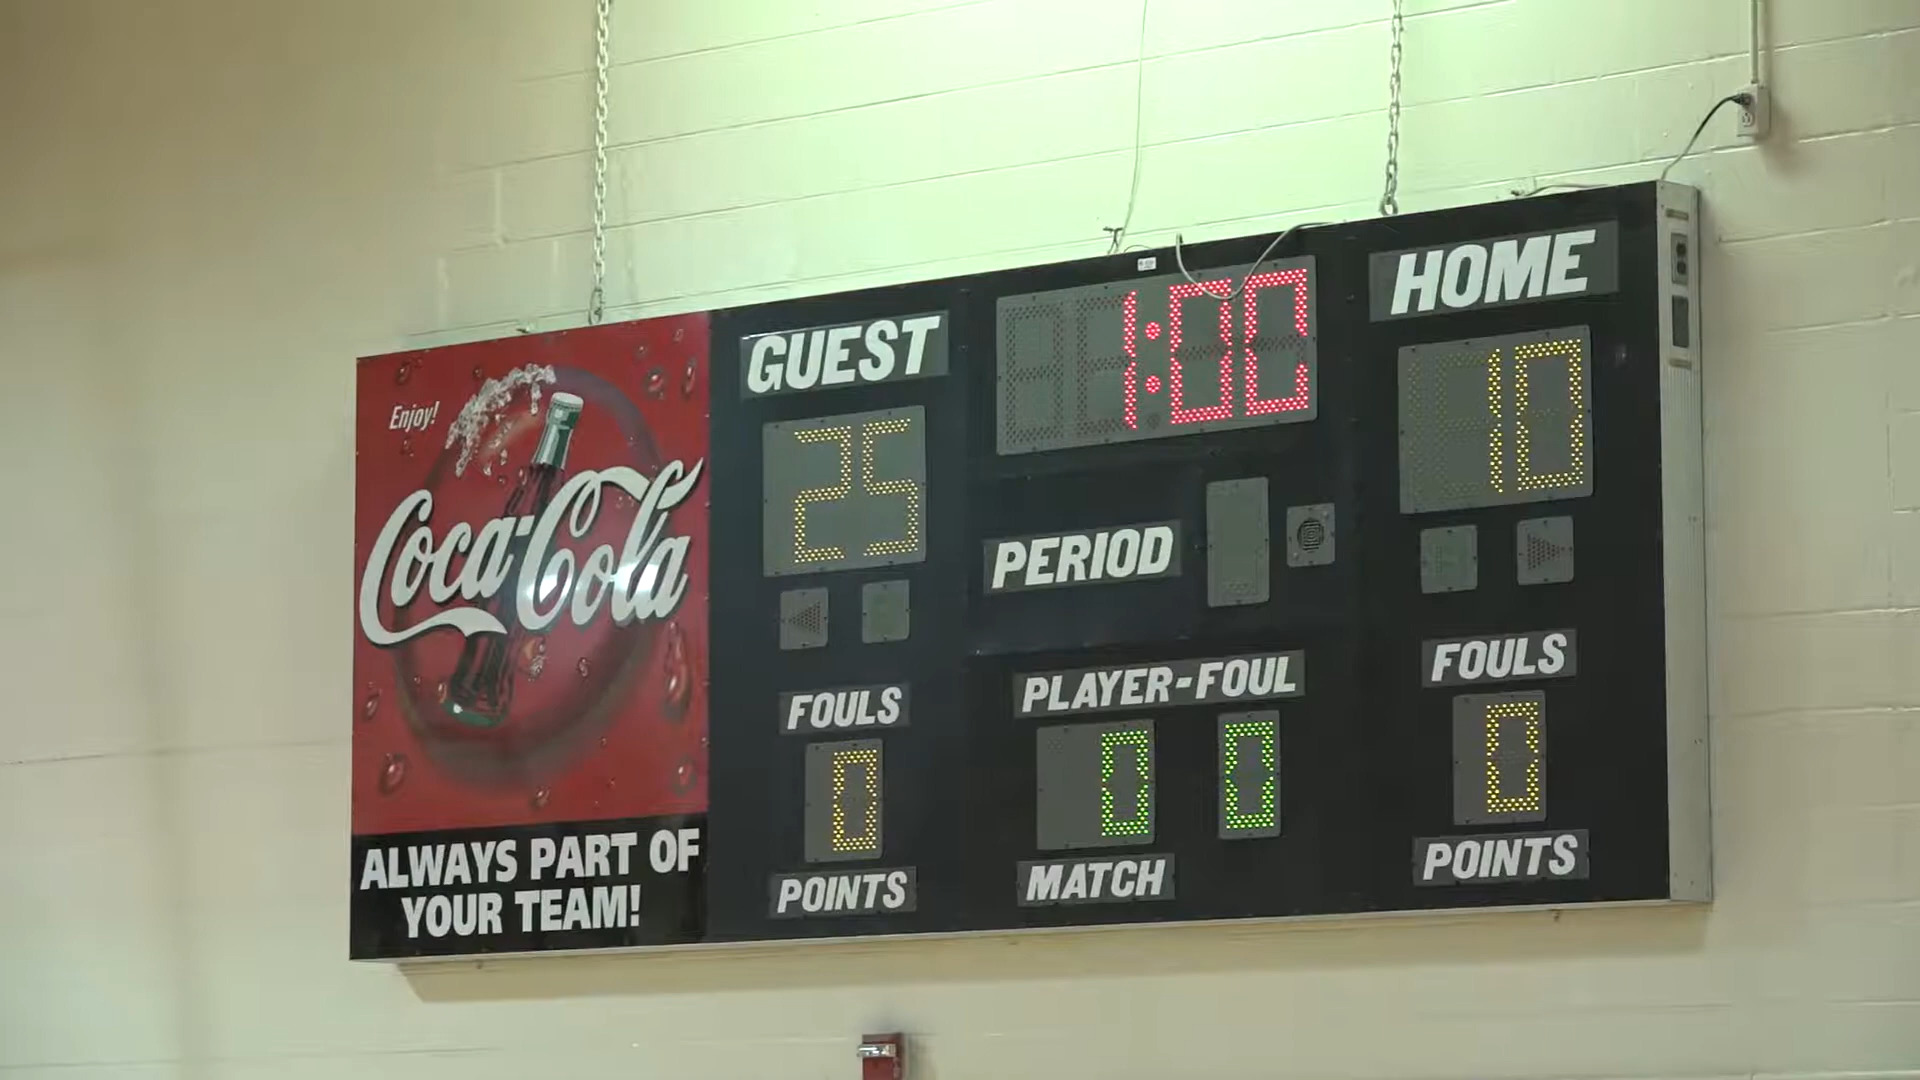 Enjoy!
Coca-Cola
ALWAYS PART OF
YOUR TEAM!
GUEST
25
1:00
HOME
10
PERIOD
FOULS
0
POINTS
PLAYER-FOUL
0 0
MATCH
FOULS
0
POINTS